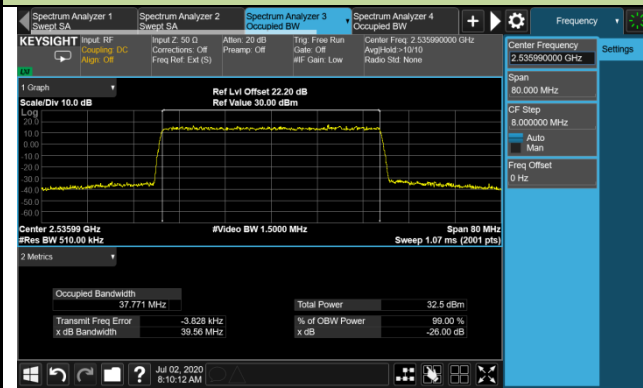 Spectrum Analyzer 1
Swept SA
Spectrum Analyzer 2
Swept SA
Spectrum Analyzer 3
Occupied BW
Spectrum Analyzer 4
Occupied BW
Frequency
KEYSIGHT
Input: RF
Coupling: DC
Align: Off
Input Z: 50 Ω
Corrections: Off
Freq Ref: Ext (S)
Atten: 20 dB
Preamp: Off
Trig: Free Run
Gate: Off
#IF Gain: Low
Center Freq: 2.535990000 GHz
Avg|Hold:>10/10
Radio Std: None
Center Frequency
2.535990000 GHz
Settings
Span
80.000 MHz
CF Step
8.000000 MHz
Auto
Man
Freq Offset
0 Hz
1 Graph
Scale/Div 10.0 dB
Ref Lvl Offset 22.20 dB
Ref Value 30.00 dBm
Log
20.0
10.0
0.00
-10.0
-20.0
-30.0
-40.0
-50.0
-60.0
Center 2.53599 GHz
#Res BW 510.00 kHz
#Video BW 1.5000 MHz
Span 80 MHz
Sweep 1.07 ms (2001 pts)
2 Metrics
Occupied Bandwidth
37.771 MHz
Total Power 32.5 dBm
Transmit Freq Error -3.828 kHz
% of OBW Power 99.00 %
x dB Bandwidth 39.56 MHz
x dB -26.00 dB
?
Jul 02, 2020
8:10:12 AM